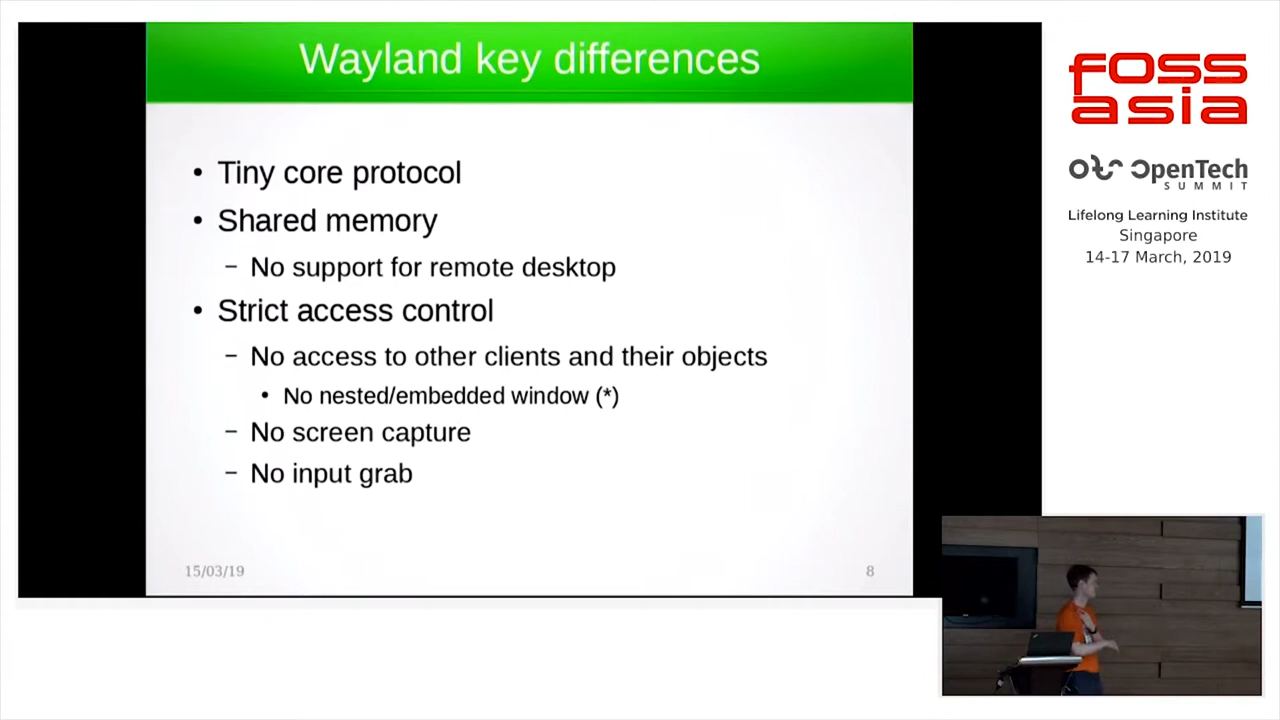 Wayland key differences
• Tiny core protocol
• Shared memory
– No support for remote desktop
• Strict access control
– No access to other clients and their objects
• No nested/embedded window (*)
– No screen capture
– No input grab
15/03/19
8
FOSS
asia
OpenTech
SUMMIT
Lifelong Learning Institute
Singapore
14-17 March, 2019